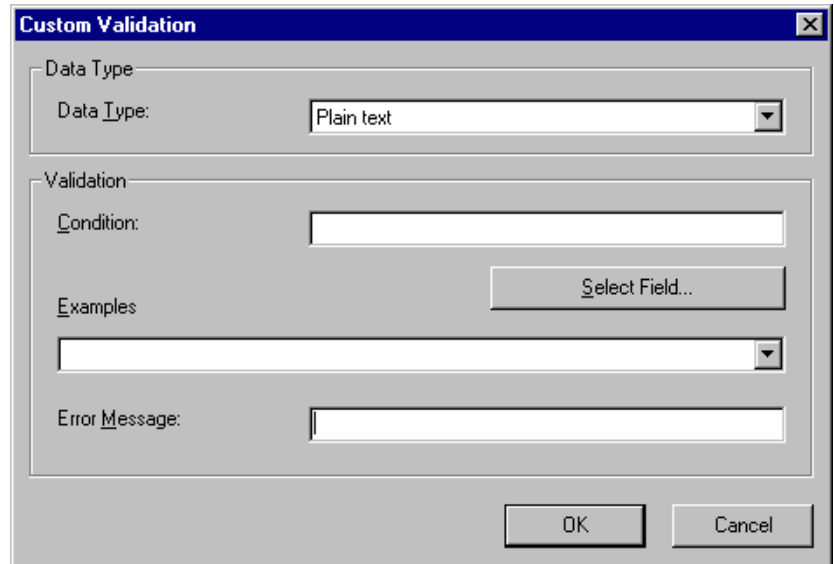 Custom Validation
Data Type
Data Type:
Plain text
Validation
Condition:
Select Field...
Examples
Error Message:
OK
Cancel